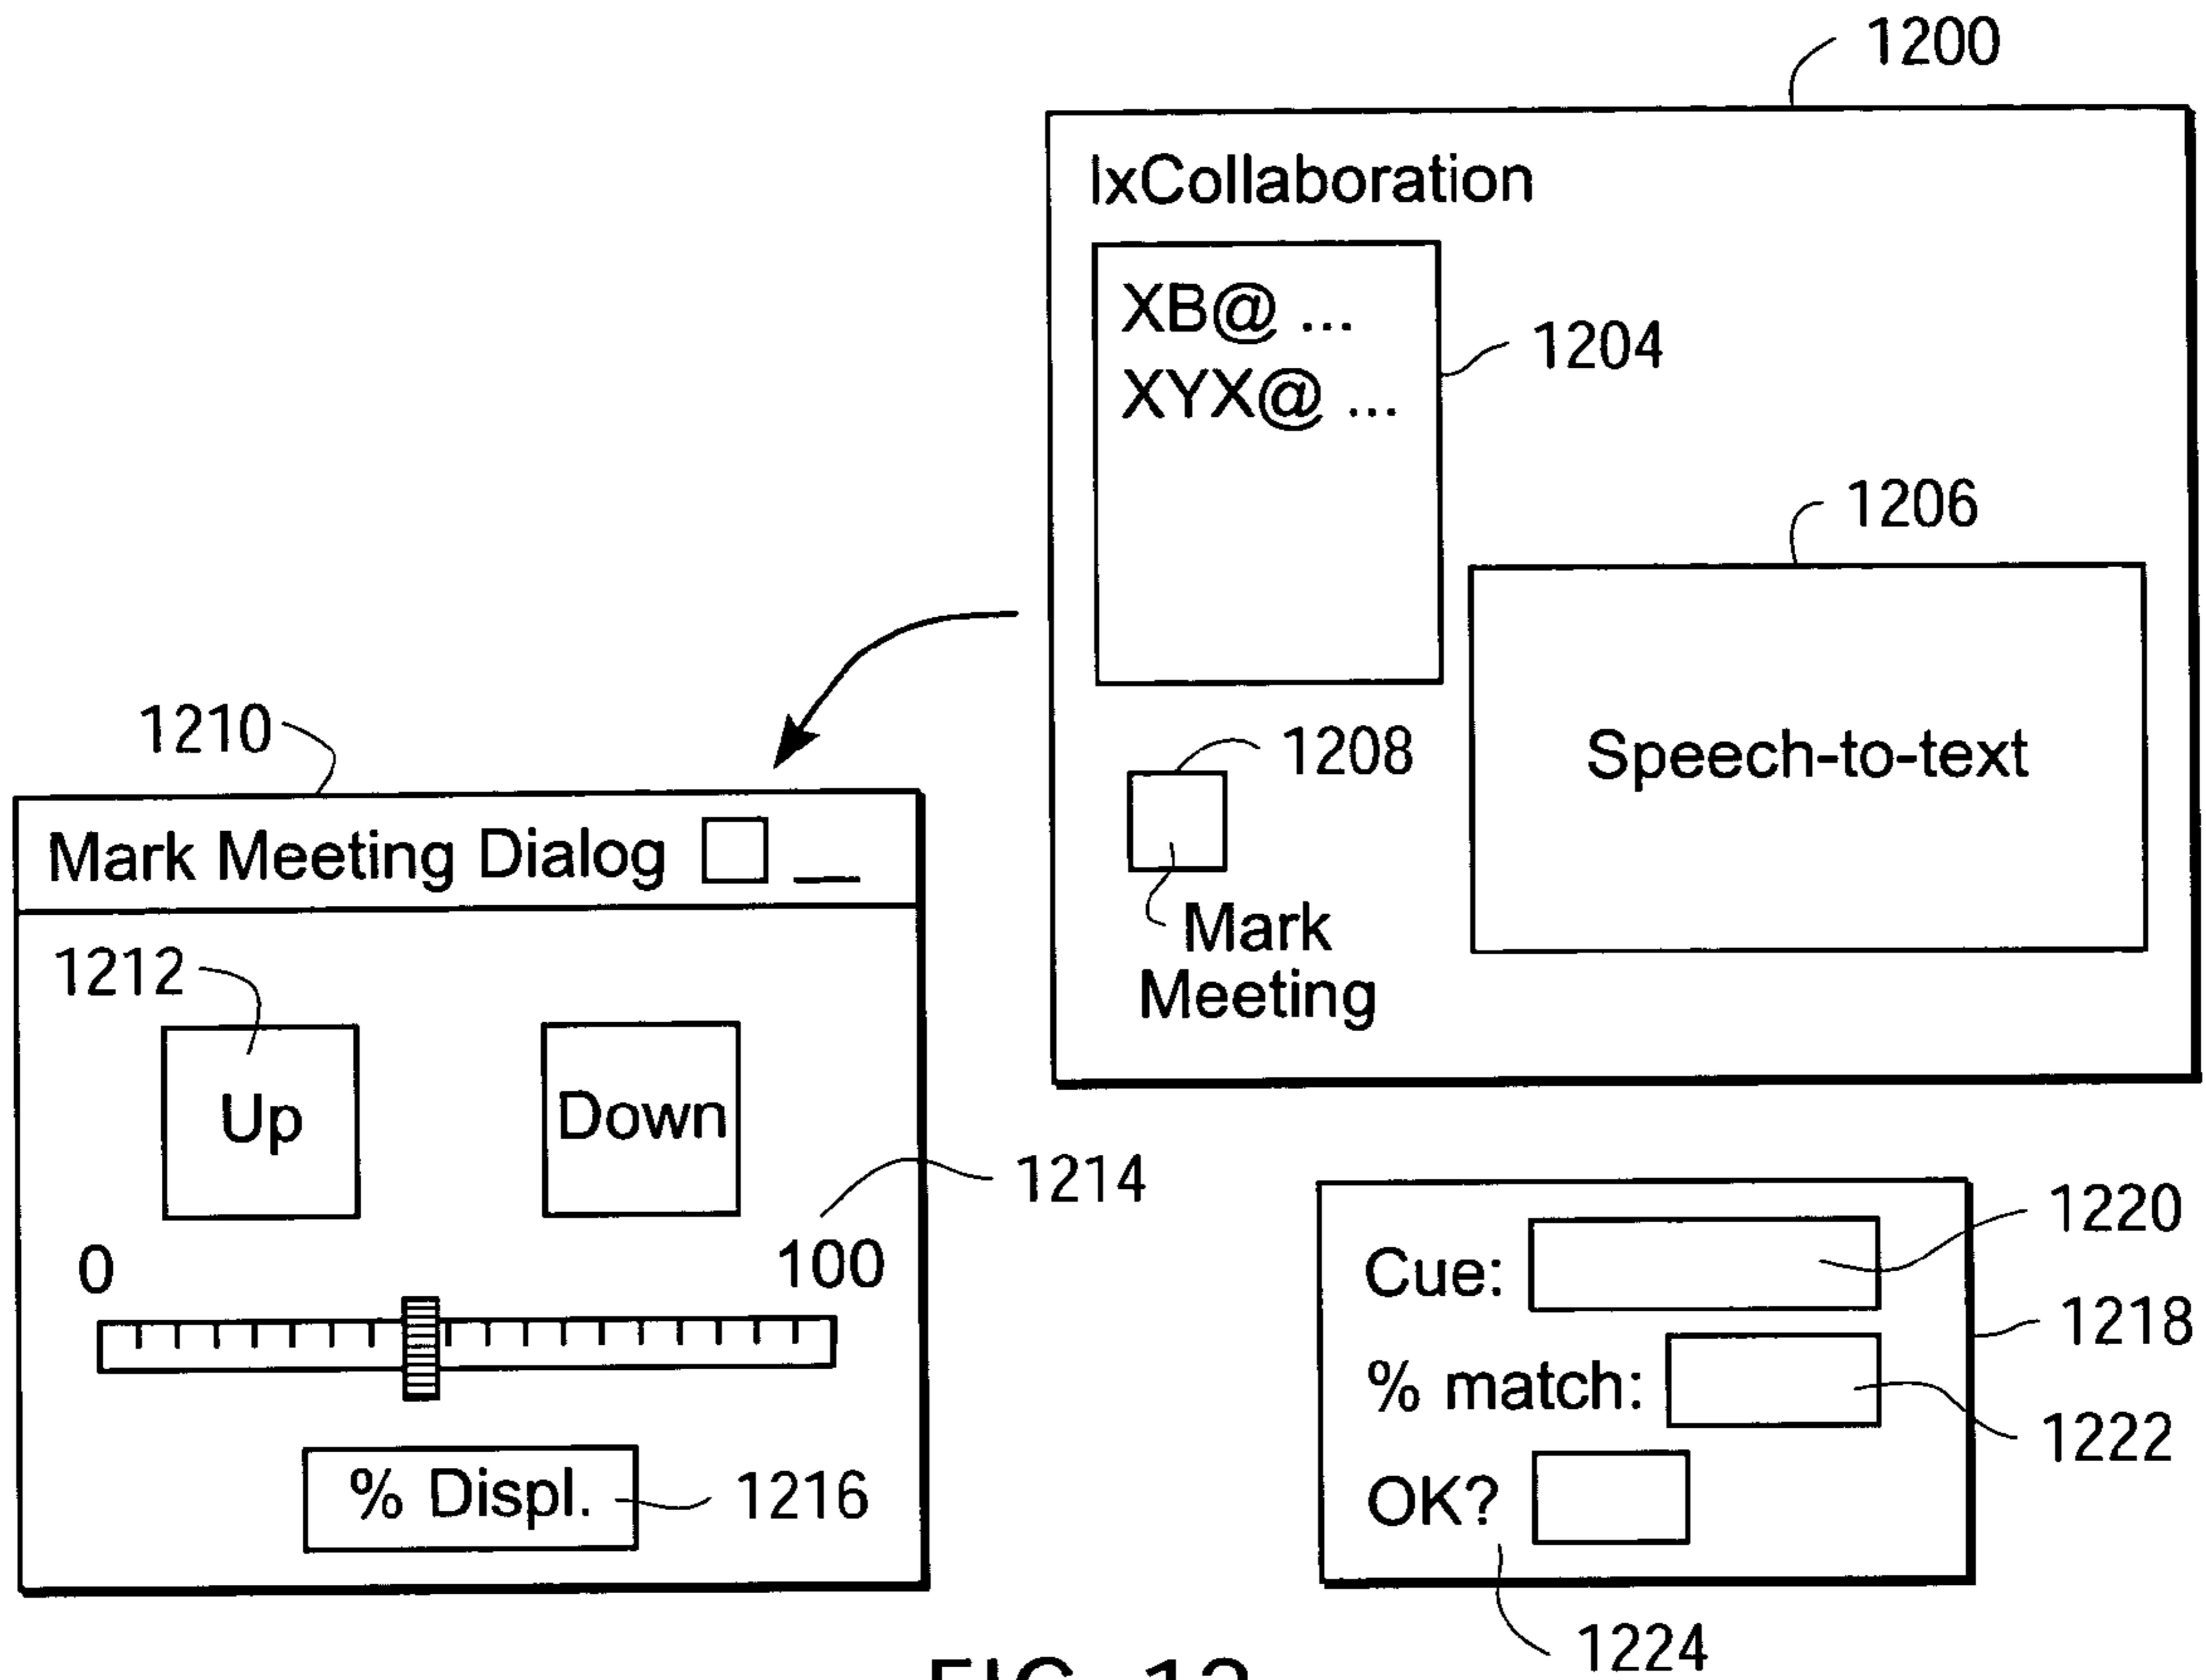 1200
IxCollaboration
XB@ ...
XYX@ ...
1204
1206
Speech-to-text
1208
Mark
Meeting
1210
Mark Meeting Dialog
1212
Up
Down
1214
0
100
% Displ.
1216
Cue:
1220
1218
% match:
1222
OK?
1224